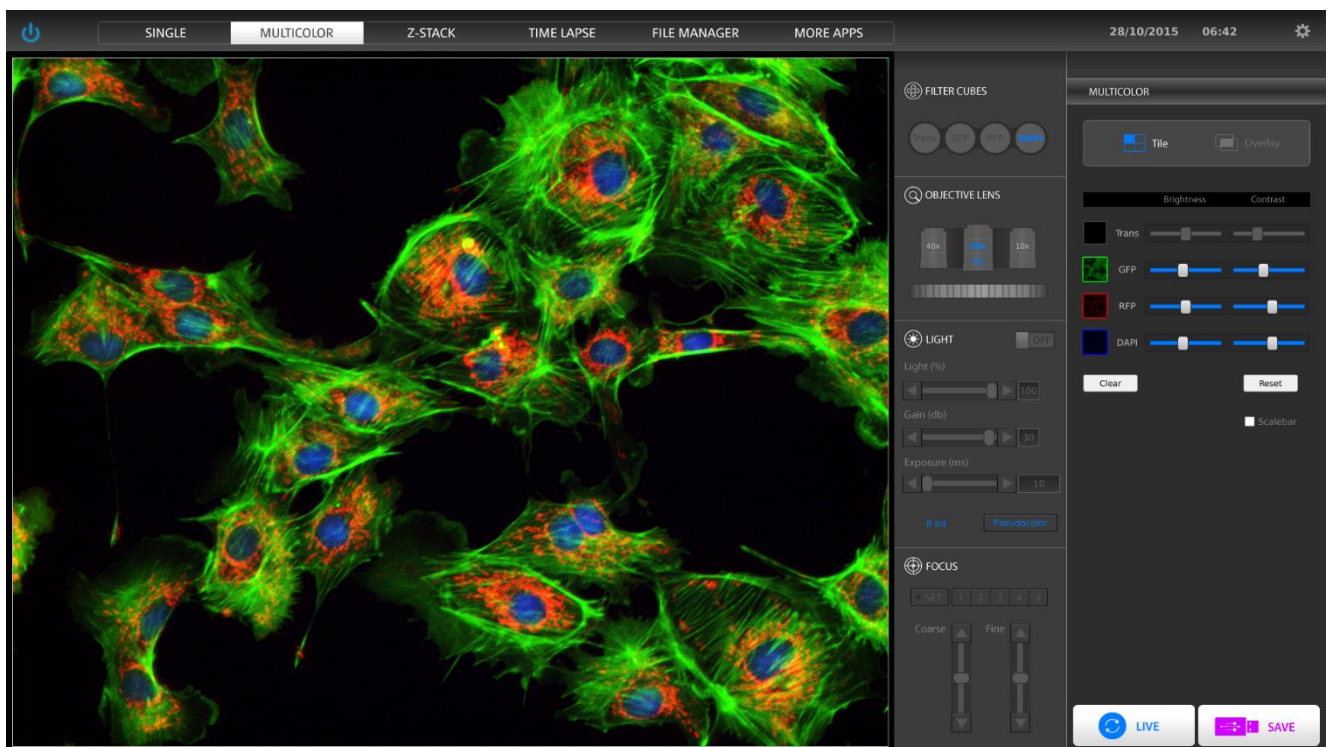 SINGLE MULTICOLOR Z-STACK TIME LAPSE FILE MANAGER MORE APPS 28/10/2015 06:42
FILTER CUBES
Trans GFP RFP DAPI
OBJECTIVE LENS
40x 10x
LIGHT OFF
Light (%)
100
Gain (db)
30
Exposure (ms)
10
8 bit Pseudocolor
FOCUS
SET 1 2 3 4 5
Coarse Fine
MULTICOLOR
Tile Overlay
Brightness Contrast
Trans
GFP
RFP
DAPI
Clear Reset
Scalebar
LIVE SAVE